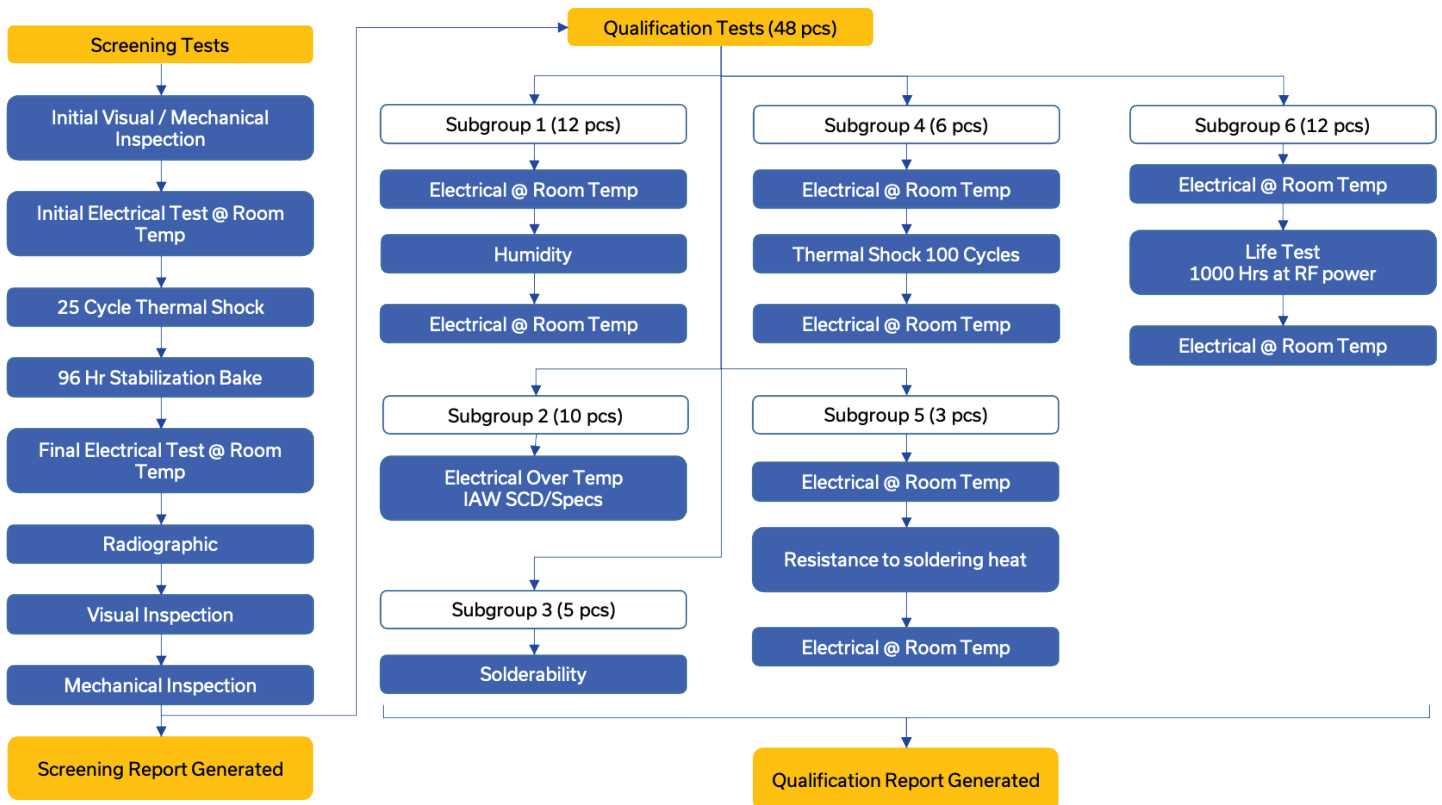 Screening Tests
Initial Visual / Mechanical
Inspection
Initial Electrical Test @ Room
Temp
25 Cycle Thermal Shock
96 Hr Stabilization Bake
Final Electrical Test @ Room
Temp
Radiographic
Visual Inspection
Mechanical Inspection
Screening Report Generated
Qualification Tests (48 pcs)
Subgroup 1 (12 pcs)
Electrical @ Room Temp
Humidity
Electrical @ Room Temp
Subgroup 2 (10 pcs)
Electrical Over Temp
IAW SCD/Specs
Subgroup 3 (5 pcs)
Solderability
Subgroup 4 (6 pcs)
Electrical @ Room Temp
Thermal Shock 100 Cycles
Electrical @ Room Temp
Subgroup 5 (3 pcs)
Electrical @ Room Temp
Resistance to soldering heat
Electrical @ Room Temp
Subgroup 6 (12 pcs)
Electrical @ Room Temp
Life Test
1000 Hrs at RF power
Electrical @ Room Temp
Qualification Report Generated